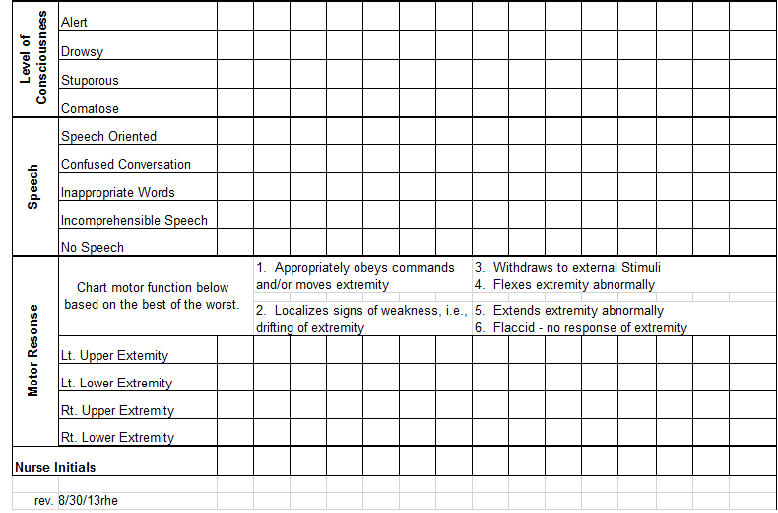 Level of
Consciousness
Alert
Drowsy
Stuporous
Comatose
Speech
Speech Oriented
Confused Conversation
Inappropriate Words
Incomprehensible Speech
No Speech
Motor Resonse
Chart motor function below
based on the best of the worst.
1. Appropriately obeys commands
and/or moves extremity
2. Localizes signs of weakness, i.e.,
drifting of extremity
3. Withdraws to external Stimuli
4. Flexes extremity abnormally
5. Extends extremity abnormally
6. Flaccid - no response of extremity
Lt. Upper Extemity
Lt. Lower Extremity
Rt. Upper Extremity
Rt. Lower Extremity
Nurse Initials
rev. 8/30/13rhe